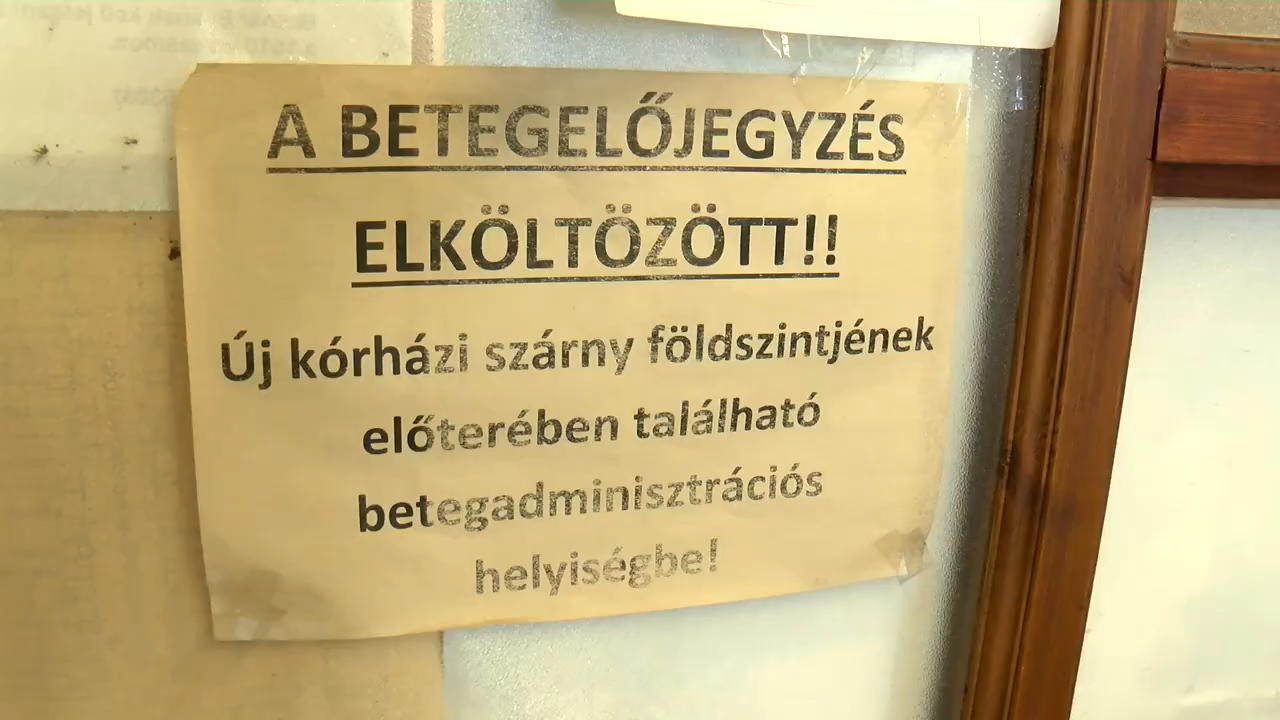 A BETEGELŐJEGYZÉS
ELKÖLTÖZÖTT!!
Új kórházi szárny földszintjének
előterében található
betegadminisztrációs
helyiségbe!